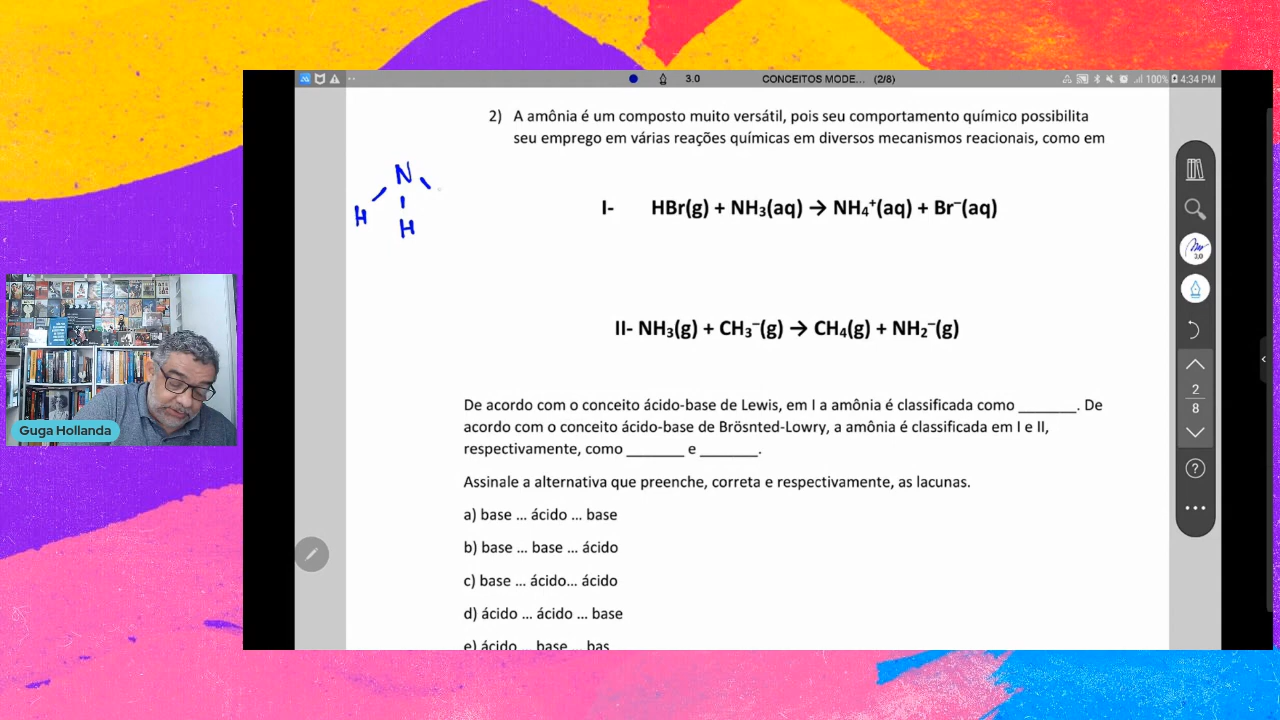 3.0 CONCEITOS MODE... (2/8) 100% 4:34 PM
2) A amônia é um composto muito versátil, pois seu comportamento químico possibilita
seu emprego em várias reações químicas em diversos mecanismos reacionais, como em
N
H
H
I- HBr(g) + NH₃(aq) → NH₄⁺(aq) + Br⁻(aq)
3.0
II- NH₃(g) + CH₃⁻(g) → CH₄(g) + NH₂⁻(g)
2
8
De acordo com o conceito ácido-base de Lewis, em I a amônia é classificada como _______. De
acordo com o conceito ácido-base de Brösnted-Lowry, a amônia é classificada em I e II,
respectivamente, como _______ e _______.
Guga Hollanda
Assinale a alternativa que preenche, correta e respectivamente, as lacunas.
a) base ... ácido ... base
b) base ... base ... ácido
c) base ... ácido... ácido
d) ácido ... ácido ... base
e) ácido ... base ... bas